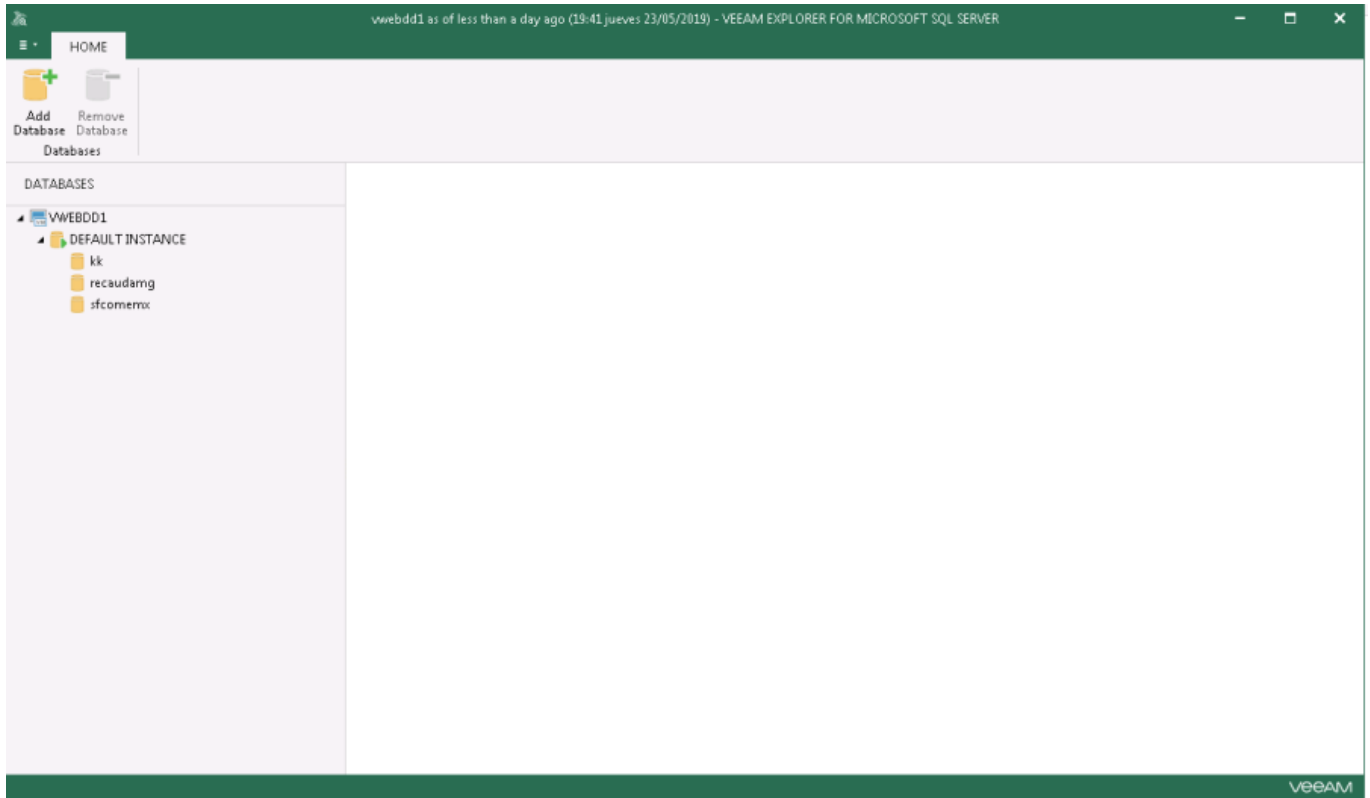 vwebdd1 as of less than a day ago (19:41 jueves 23/05/2019) - VEEAM EXPLORER FOR MICROSOFT SQL SERVER
HOME
Add Database
Remove Database
Databases
DATABASES
VWEBDD1
DEFAULT INSTANCE
kk
recaudamg
sfcomemx
veeam